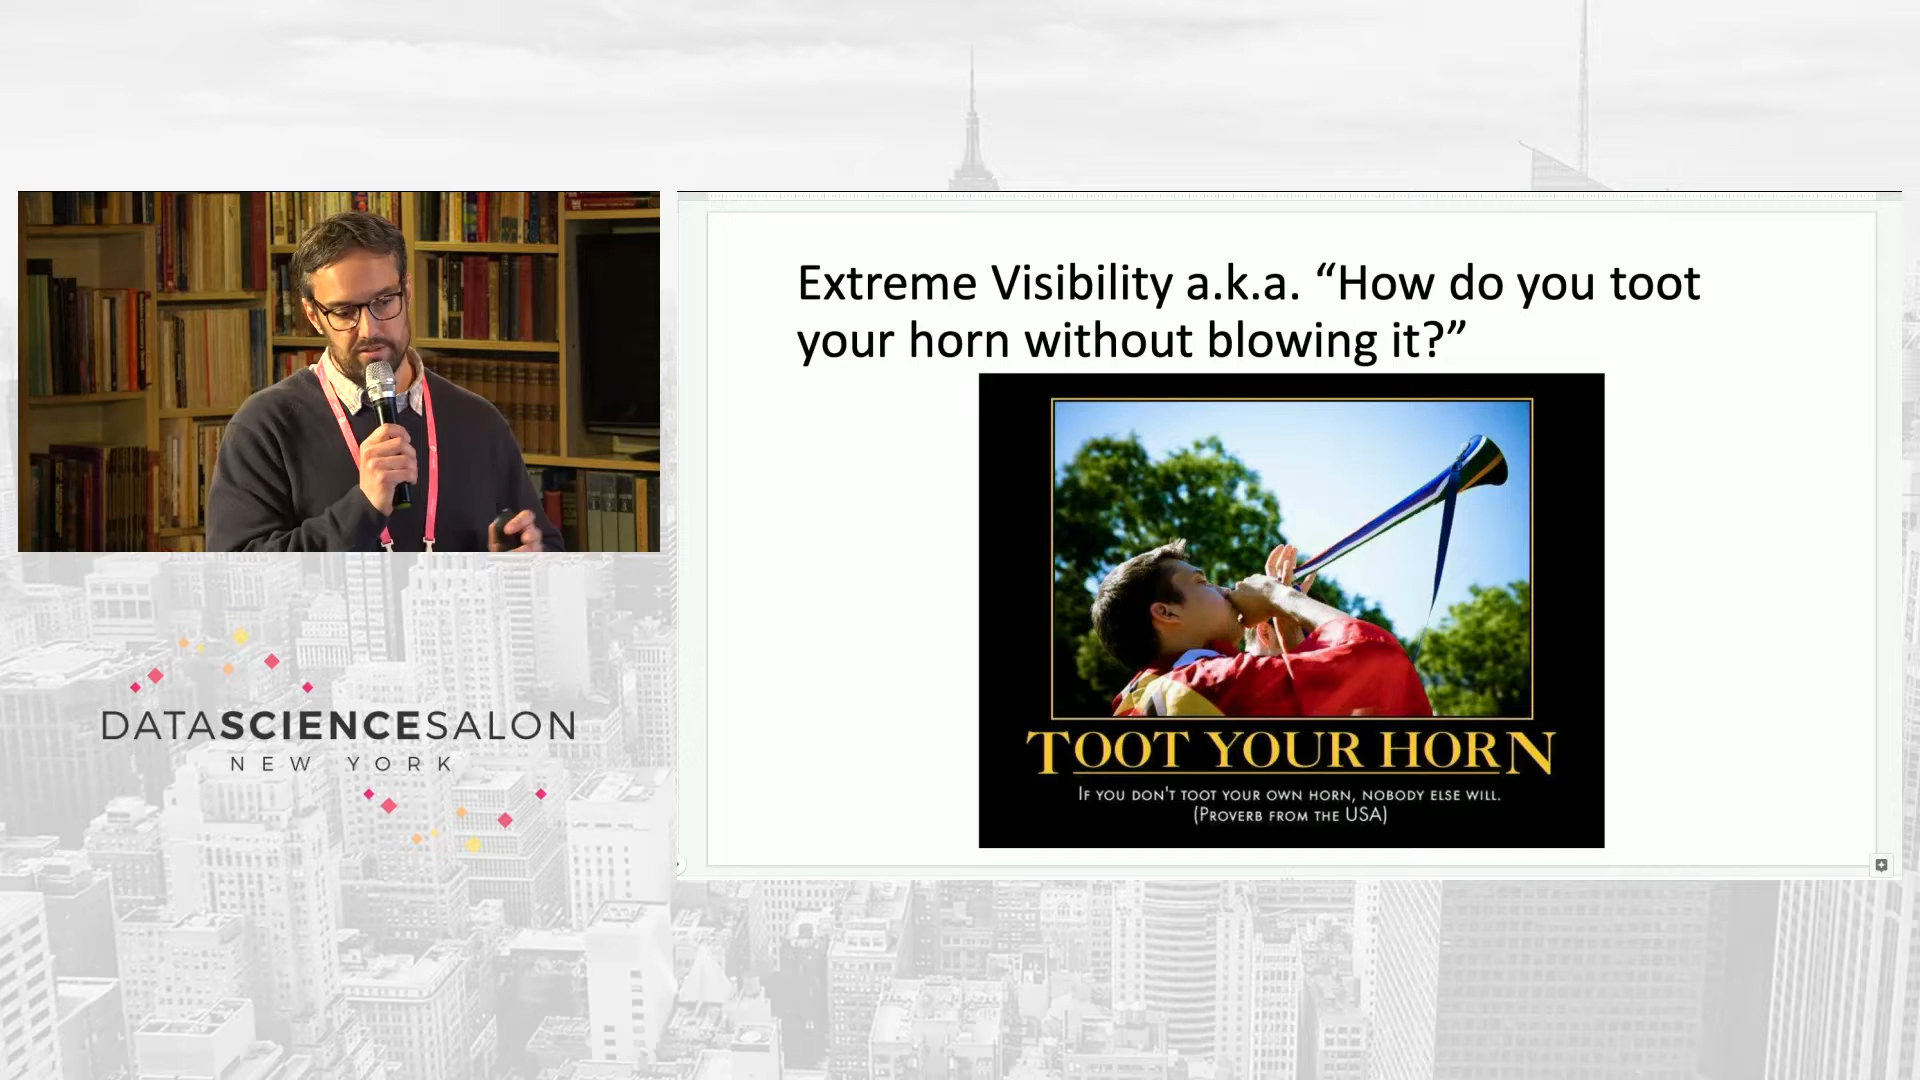 Extreme Visibility a.k.a. “How do you toot
your horn without blowing it?”
TOOT YOUR HORN
IF YOU DON'T TOOT YOUR OWN HORN, NOBODY ELSE WILL.
(PROVERB FROM THE USA)
DATASCIENCESALON
NEW YORK